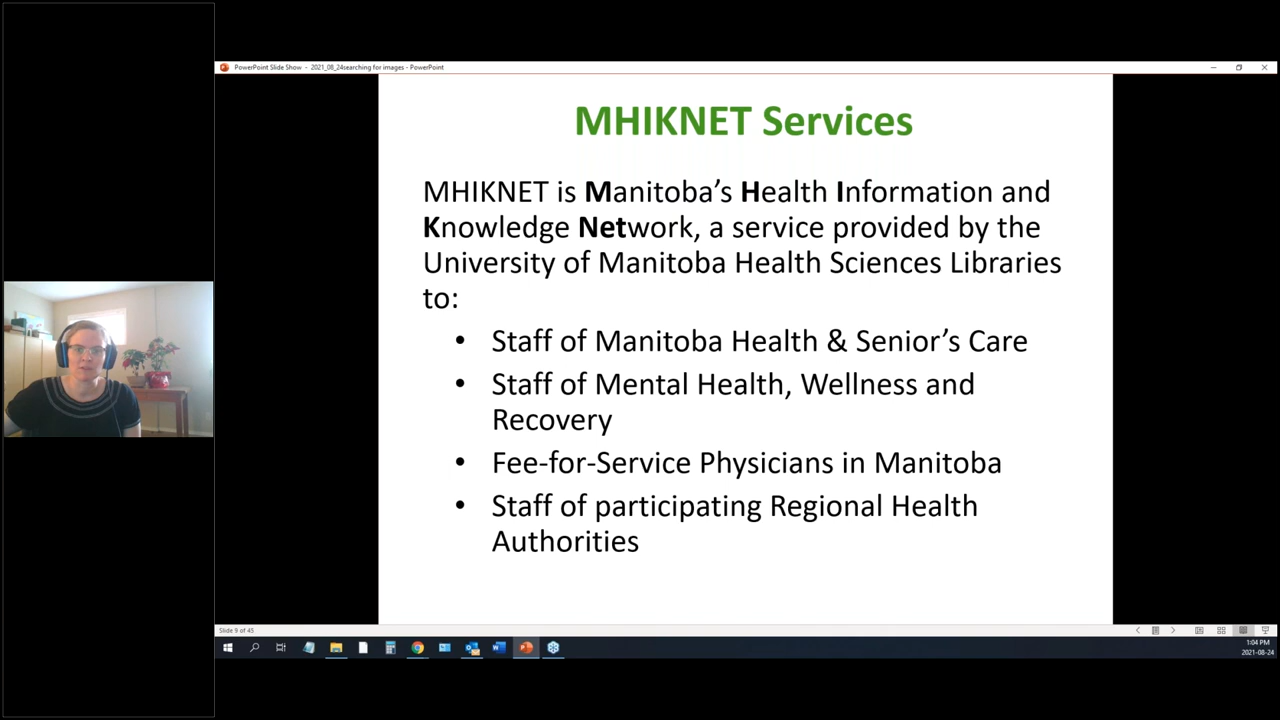 PowerPoint Slide Show - 2021_08_24searching for images - PowerPoint
MHIKNET Services
MHIKNET is Manitoba’s Health Information and
Knowledge Network, a service provided by the
University of Manitoba Health Sciences Libraries
to:
• Staff of Manitoba Health & Senior’s Care
• Staff of Mental Health, Wellness and
Recovery
• Fee-for-Service Physicians in Manitoba
• Staff of participating Regional Health
Authorities
Slide 9 of 45
1:04 PM
2021-08-24